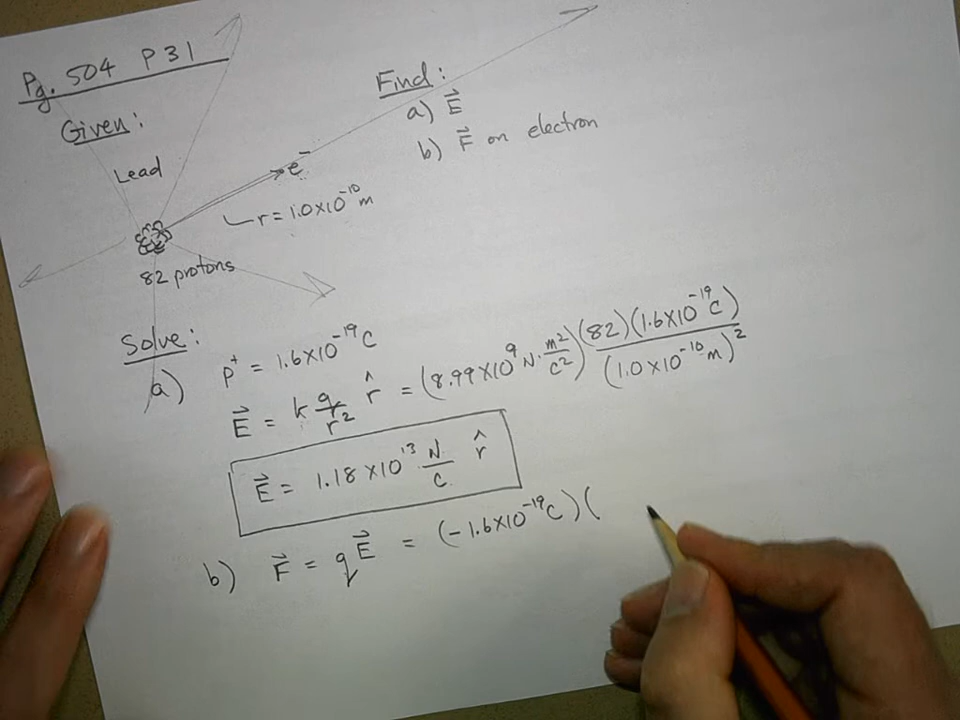 Pg. 504 P 31
Given:
Lead
e⁻
r = 1.0×10⁻¹⁰ m
82 protons
Find:
a) E⃗
b) F⃗ on electron
Solve:
a) p⁺ = 1.6×10⁻¹⁹ C
E⃗ = k q/r² r̂ = (8.99×10⁹ N·m²/C²) (82)(1.6×10⁻¹⁹ C)/(1.0×10⁻¹⁰ m)²
E⃗ = 1.18×10¹³ N/C r̂
b) F⃗ = qE⃗ = (-1.6×10⁻¹⁹ C)(